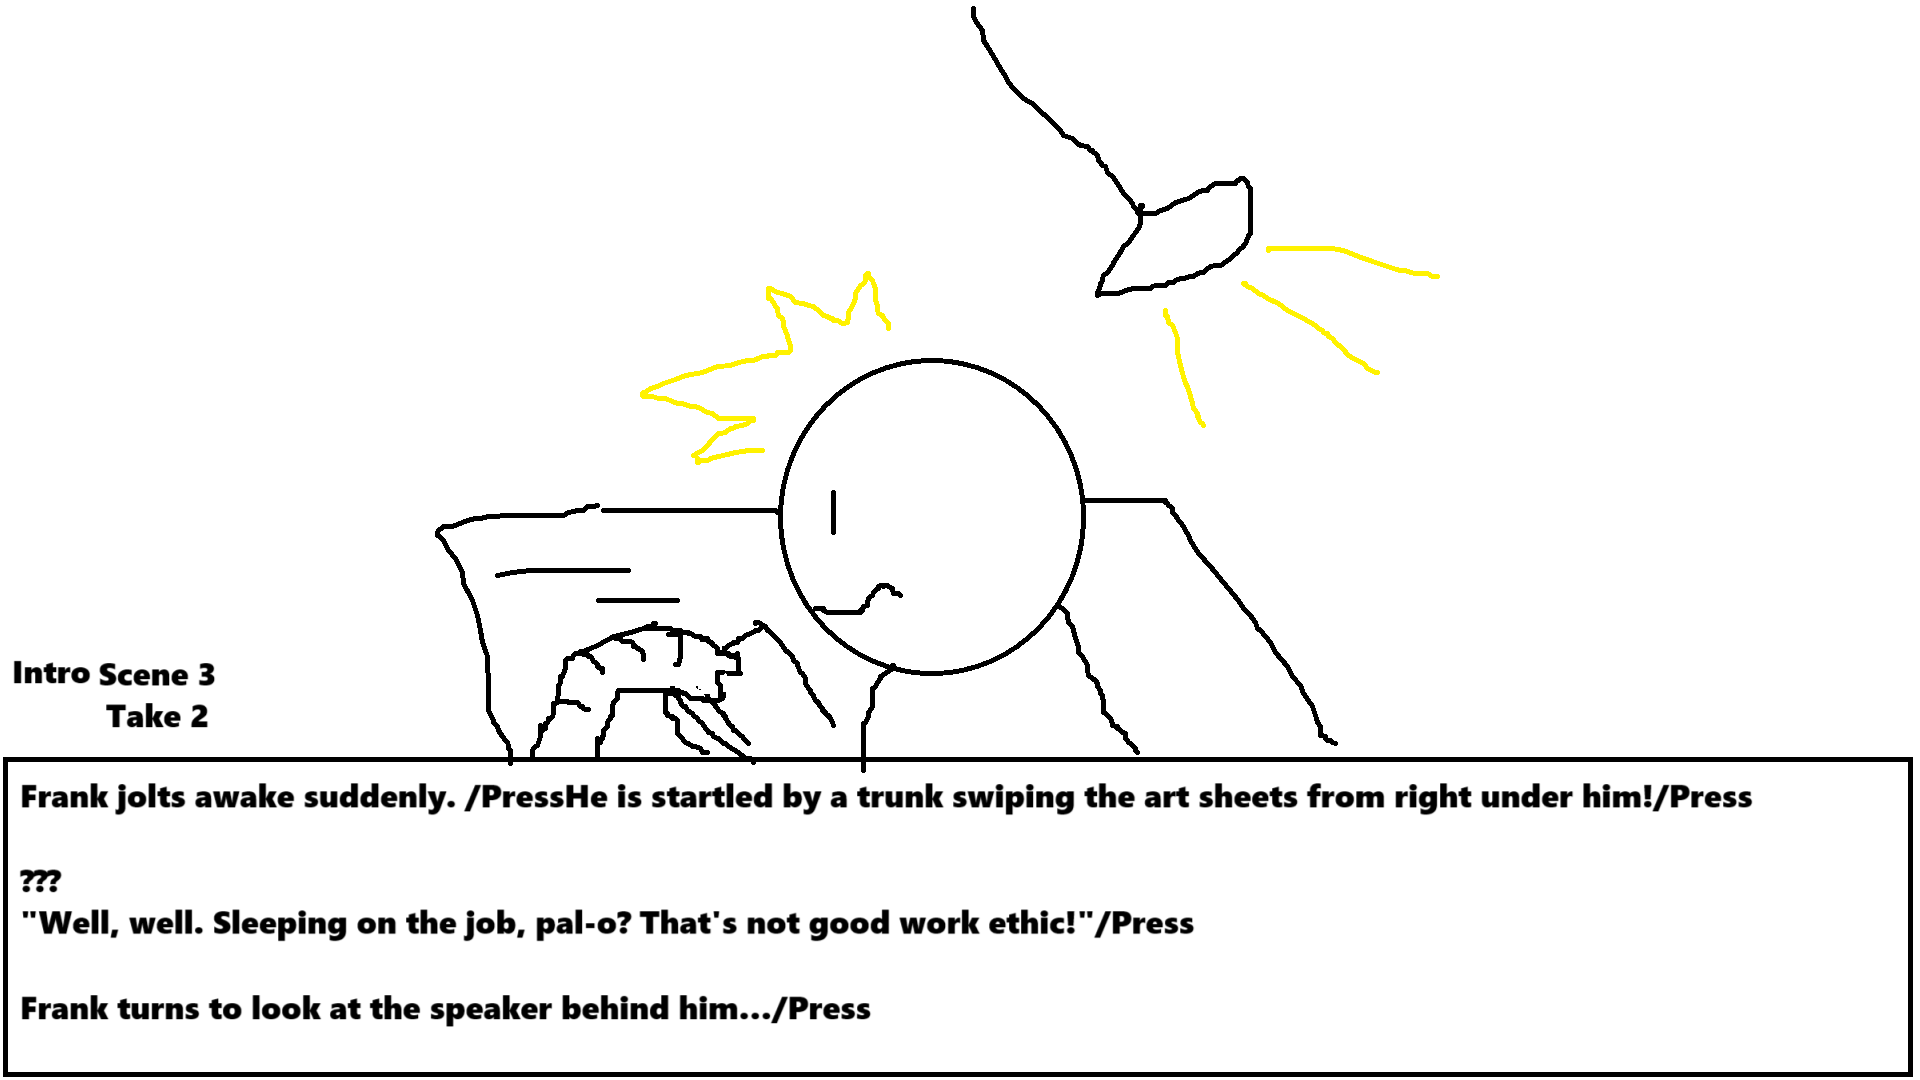 Intro Scene 3
Take 2
Frank jolts awake suddenly. /PressHe is startled by a trunk swiping the art sheets from right under him!/Press
???
"Well, well. Sleeping on the job, pal-o? That's not good work ethic!"/Press
Frank turns to look at the speaker behind him.../Press